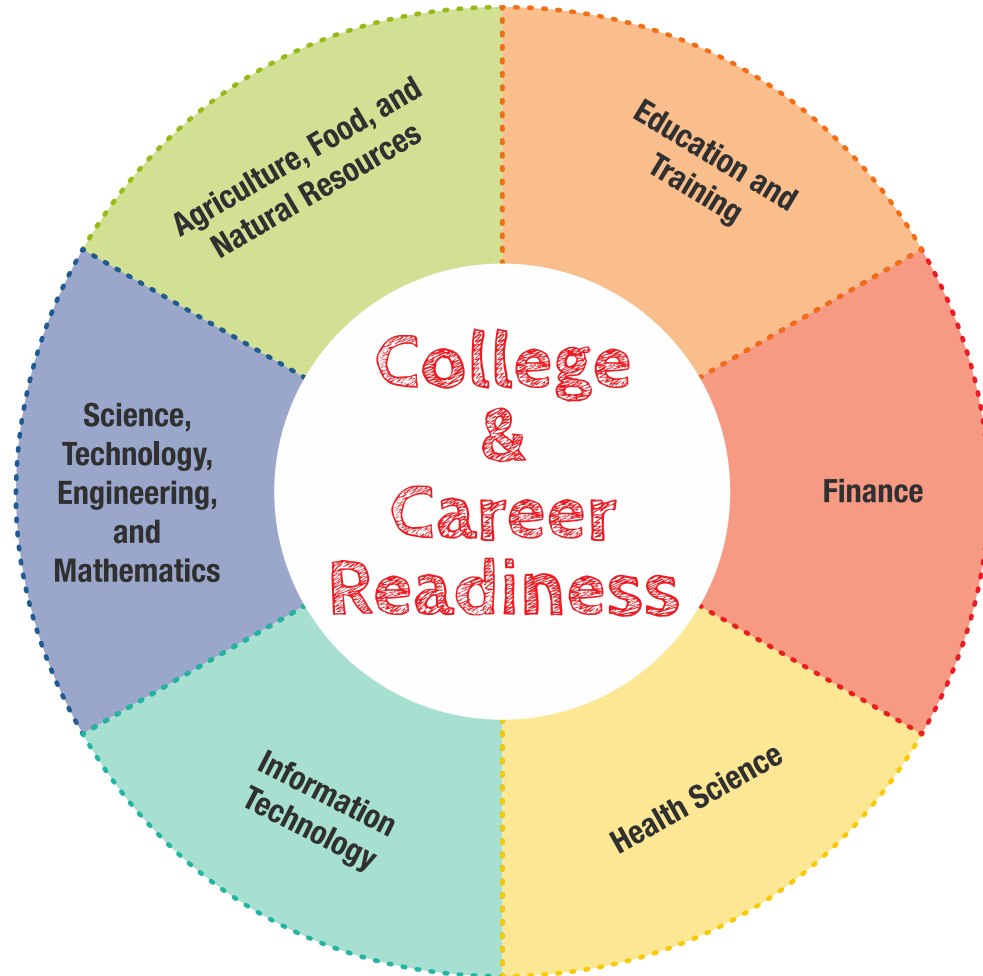 Agriculture, Food, and
Natural Resources
Education and
Training
Science,
Technology,
Engineering,
and
Mathematics
College
&
Career
Readiness
Finance
Information
Technology
Health Science